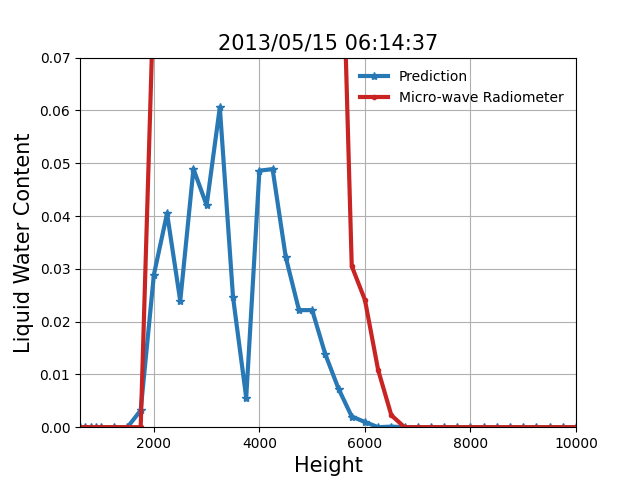 2013/05/15 06:14:37
0.07
0.06
0.05
0.04
0.03
0.02
0.01
0.00
Liquid Water Content
Prediction
Micro-wave Radiometer
2000 4000 6000 8000 10000
Height